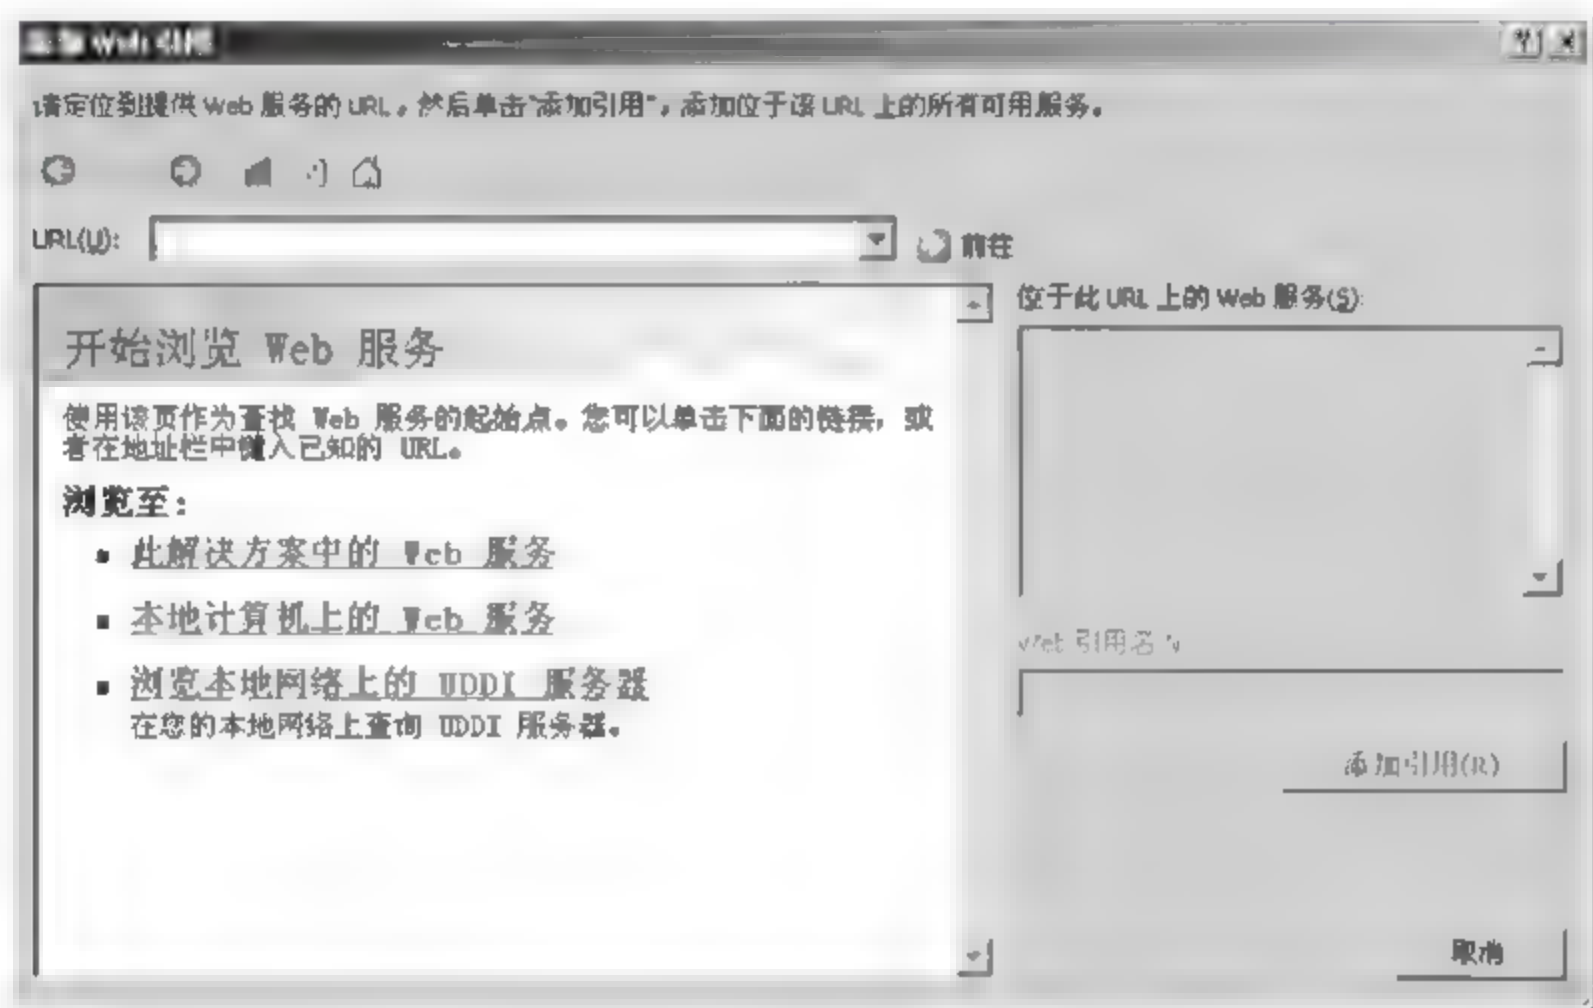 添加 Web 引用
请定位到提供 Web 服务的 URL，然后单击"添加引用"，添加位于该 URL 上的所有可用服务。
URL(U):
前往
位于此 URL 上的 Web 服务(S):
开始浏览 Web 服务
使用该页作为查找 Web 服务的起始点。您可以单击下面的链接，或
者在地址栏中键入已知的 URL。
浏览至:
此解决方案中的 Web 服务
本地计算机上的 Web 服务
浏览本地网络上的 UDDI 服务器
在您的本地网络上查询 UDDI 服务器。
Web 引用名
添加引用(R)
取消